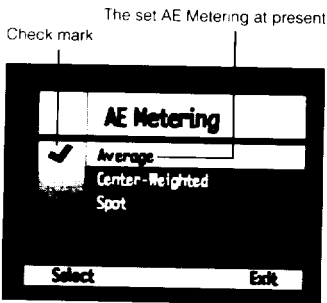 The set AE Metering at present
Check mark
AE Metering
Average
Center-Weighted
Spot
Select Exit